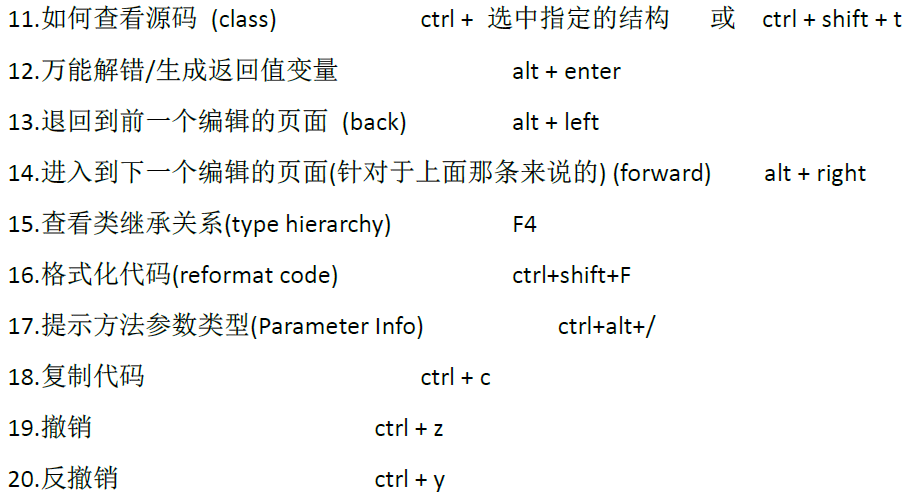 11.如何查看源码 (class) ctrl + 选中指定的结构 或 ctrl + shift + t
12.万能解错/生成返回值变量 alt + enter
13.退回到前一个编辑的页面 (back) alt + left
14.进入到下一个编辑的页面(针对于上面那条来说的) (forward) alt + right
15.查看类继承关系(type hierarchy) F4
16.格式化代码(reformat code) ctrl+shift+F
17.提示方法参数类型(Parameter Info) ctrl+alt+/
18.复制代码 ctrl + c
19.撤销 ctrl + z
20.反撤销 ctrl + y